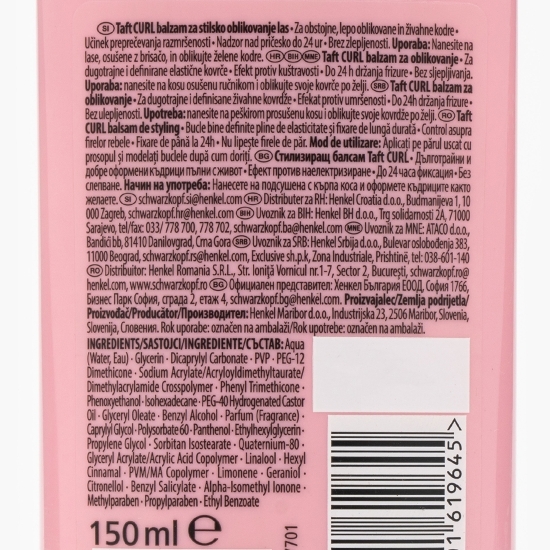 SI Taft CURL balzam za stilsko oblikovanje las • Za obstojne, lepo oblikovane in živahne kodre •
Učinek preprečevanja razmršenosti • Nadzor nad pričesko do 24 ur • Brez zlepljenosti. Uporaba: Nanesite na
lase, osušene z brisačo, in oblikujte želene kodre. HR BIH MNE Taft CURL balzam za oblikovanje • Za
dugotrajne i definirane elastične kovrče • Efekt protiv kuštravosti • Do 24 h držanja frizure • Bez sljepljivanja.
Uporaba: nanesite na kosu osušenu ručnikom i oblikujte svoje kovrče po želji. SRB Taft CURL balzam za
oblikovanje • Za dugotrajne i definisane živahne kovrdže • Efekat protiv umršenosti • Do 24h držanja frizure •
Bez ulepljenosti. Upotreba: nanesite na peškirom prosušenu kosu i oblikujte svoje kovrdže po želji. RO Taft
CURL balsam de styling • Bucle bine definite pline de elasticitate și fixare de lungă durată • Control asupra
firelor rebele • Fixare de până la 24h • Nu lipește firele de păr. Mod de utilizare: Aplicați pe părul uscat cu
prosopul și modelați buclele după cum doriți. BG Стилизиращ балсам Taft CURL • Дълготрайни и
добре оформени къдрици пълни с живот • Ефект против наелектризиране • До 24 часа фиксация • Без
слепване. Начин на употреба: Нанесете на подсушена с кърпа коса и оформете къдриците както
желаете. SI schwarzkopf.si@henkel.com HR Distributer za RH: Henkel Croatia d.o.o., Budmanijeva 1, 10
000 Zagreb, schwarzkopf.hr@henkel.com BIH Uvoznik za BIH: Henkel BH d.o.o., Trg solidarnosti 2A, 71000
Sarajevo, tel/fax: 033/ 778 700, 778 702, schwarzkopf.ba@henkel.com MNE Uvoznik za MNE: ATACO d.o.o.,
Bandići bb, 81410 Danilovgrad, Crna Gora SRB Uvoznik za SRB: Henkel Srbija d.o.o., Bulevar oslobođenja 383,
11000 Beograd, schwarzkopf.rs@henkel.com, Exclusive sh.p.k, Zona Industriale, Prishtinë, tel: 038-601-140
RO Distribuitor: Henkel Romania S.R.L., Str. Ioniță Vornicul nr.1-7, Sector 2, București, schwarzkopf.ro@
henkel.com, www.schwarzkopf.ro BG Официален представител: Хенкел България ЕООД, София 1766,
Бизнес Парк София, сграда 2, етаж 4, schwarzkopf.bg@henkel.com. Proizvajalec/Zemlja podrijetla/
Proizvođač/Producător/Производител: Henkel Maribor d.o.o., Industrijska 23, 2506 Maribor, Slovenia,
Slovenija, Словения. Rok uporabe: označen na ambalaži/Rok upotrebe: označen na ambalaži.
INGREDIENTS/SASTOJCI/INGREDIENTE/СЪСТАВ: Aqua
(Water, Eau) • Glycerin • Dicaprylyl Carbonate • PVP • PEG-12
Dimethicone • Sodium Acrylate/Acryloyldimethyltaurate/
Dimethylacrylamide Crosspolymer • Phenyl Trimethicone •
Phenoxyethanol • Isohexadecane • PEG-40 Hydrogenated Castor
Oil • Glyceryl Oleate • Benzyl Alcohol • Parfum (Fragrance) •
Caprylyl Glycol • Polysorbate 60 • Panthenol • Ethylhexylglycerin •
Propylene Glycol • Sorbitan Isostearate • Quaternium-80 •
Glyceryl Acrylate/Acrylic Acid Copolymer • Linalool • Hexyl
Cinnamal • PVM/MA Copolymer • Limonene • Geraniol •
Citronellol • Benzyl Salicylate • Alpha-Isomethyl Ionone •
Methylparaben • Propylparaben • Ethyl Benzoate
150 ml e
7701
1 619645 >